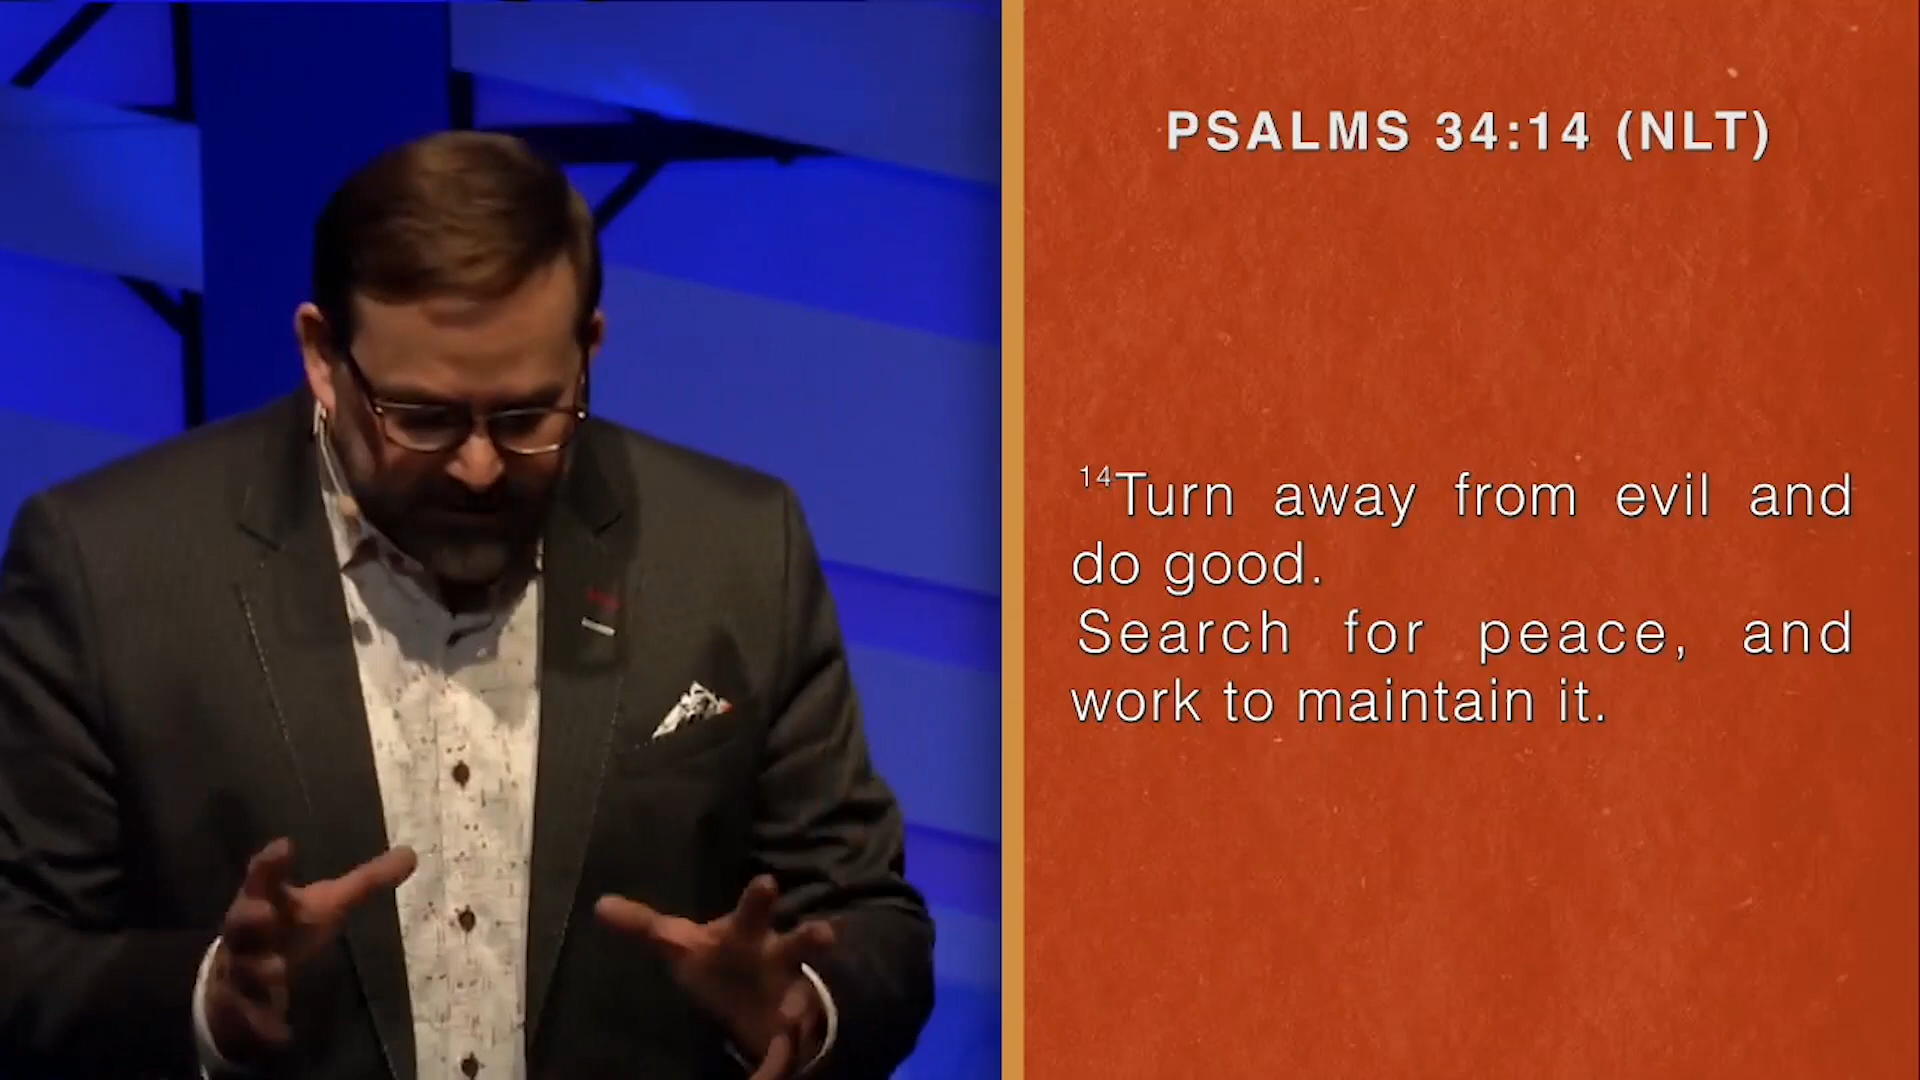 PSALMS 34:14 (NLT)
14Turn away from evil and
do good.
Search for peace, and
work to maintain it.